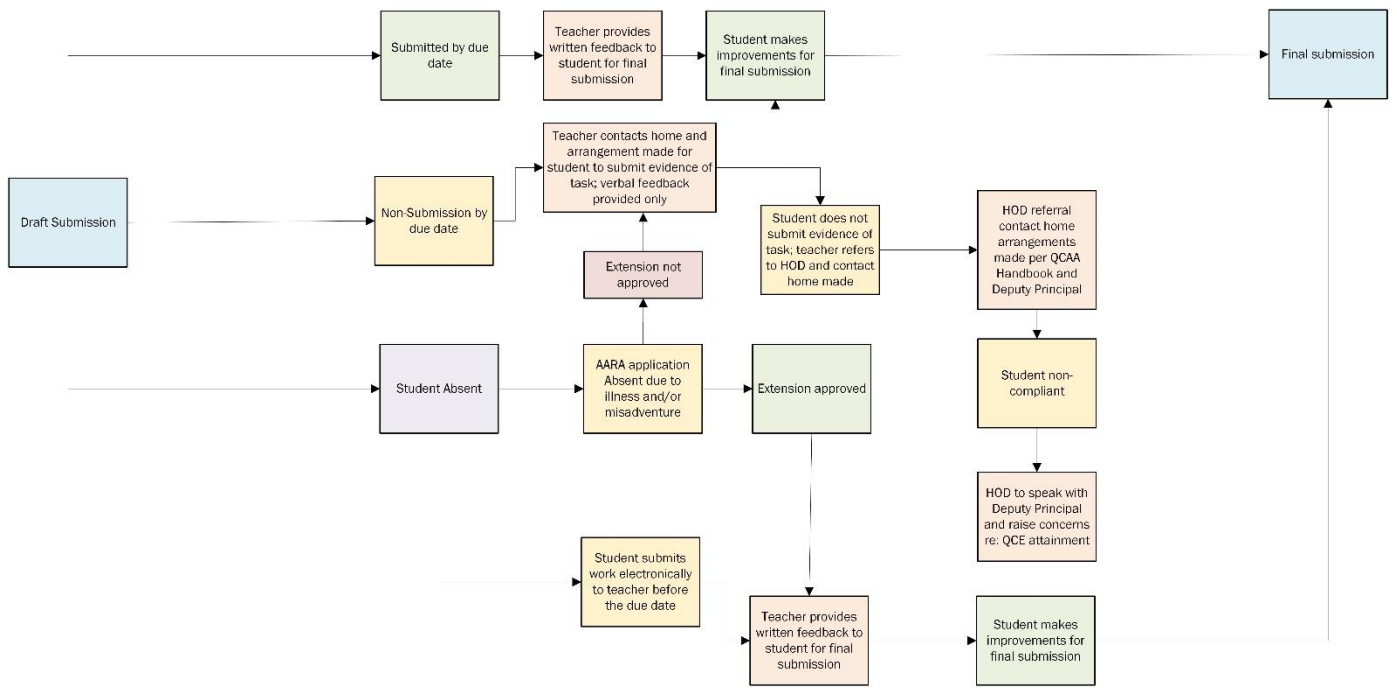 Submitted by due
date
Teacher provides
written feedback to
student for final
submission
Student makes
improvements for
final submission
Final submission
Teacher contacts home and
arrangement made for
student to submit evidence of
task; verbal feedback
provided only
Draft Submission
Non-Submission by
due date
Student does not
submit evidence of
task; teacher refers
to HOD and contact
home made
HOD referral
contact home
arrangements
made per QCAA
Handbook and
Deputy Principal
Extension not
approved
Student Absent
AARA application
Absent due to
illness and/or
misadventure
Extension approved
Student non-
compliant
HOD to speak with
Deputy Principal
and raise concerns
re: QCE attainment
Student submits
work electronically
to teacher before
the due date
Teacher provides
written feedback to
student for final
submission
Student makes
improvements for
final submission